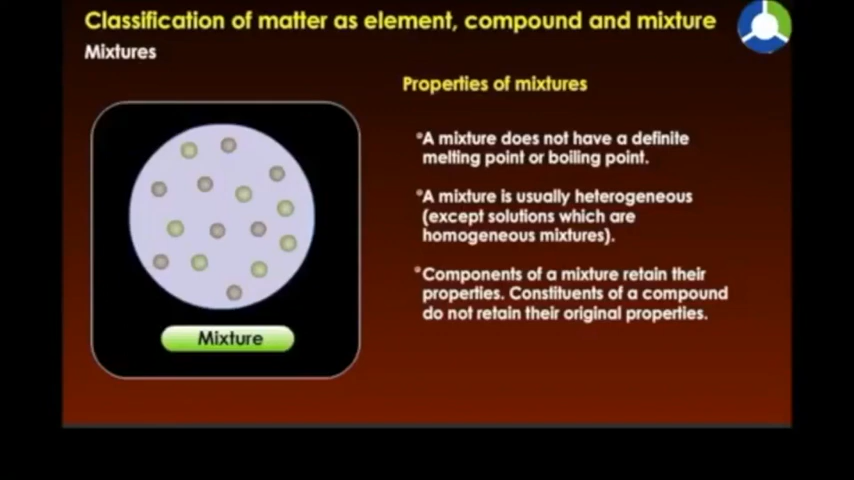 Classification of matter as element, compound and mixture
Mixtures
Properties of mixtures
*A mixture does not have a definite
melting point or boiling point.
*A mixture is usually heterogeneous
(except solutions which are
homogeneous mixtures).
*Components of a mixture retain their
properties. Constituents of a compound
do not retain their original properties.
Mixture